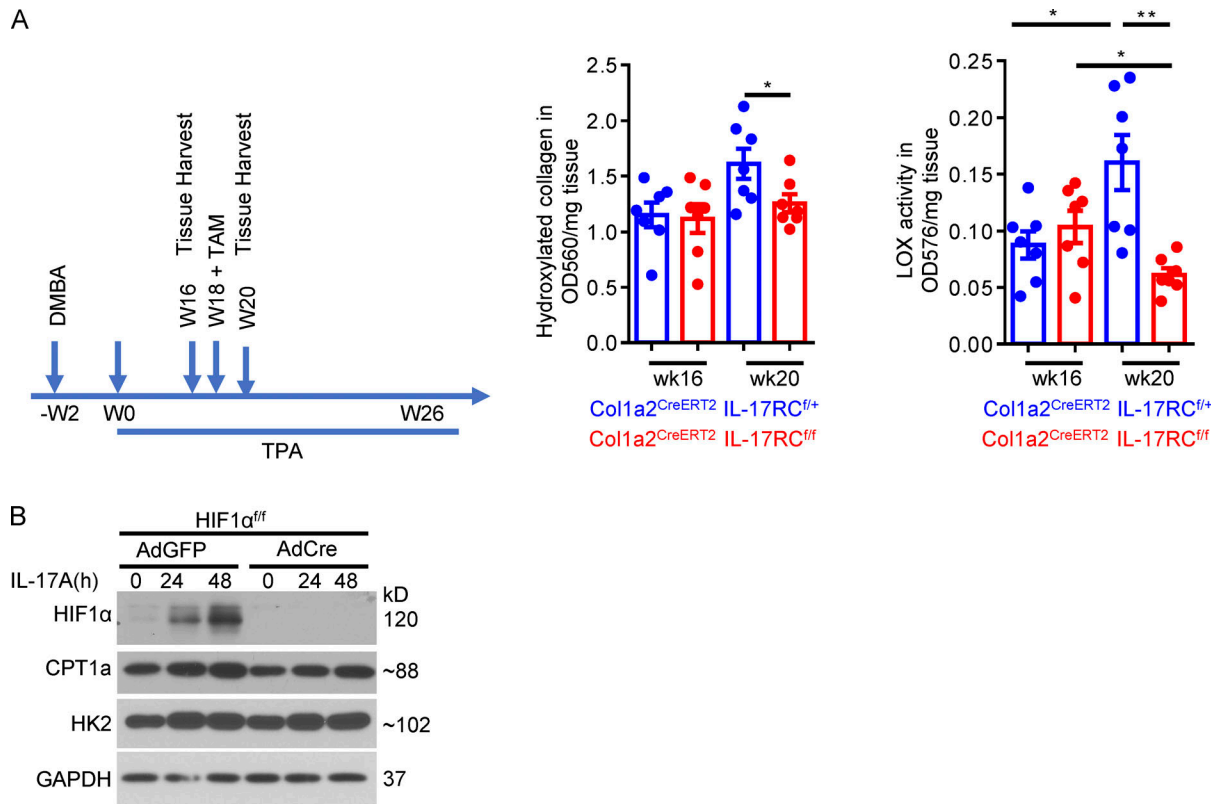 A
DMBA
W16 Tissue Harvest
W18 + TAM
W20 Tissue Harvest
-W2 W0 W26
TPA
Hydroxylated collagen in
OD560/mg tissue
2.5
2.0
1.5
1.0
0.5
0.0
*
wk16 wk20
Col1a2CreERT2 IL-17RCf/+
Col1a2CreERT2 IL-17RCf/f
LOX activity in
OD576/mg tissue
0.25
0.20
0.15
0.10
0.05
0.00
* **
*
wk16 wk20
Col1a2CreERT2 IL-17RCf/+
Col1a2CreERT2 IL-17RCf/f
B
HIF1αf/f
AdGFP AdCre
IL-17A(h) 0 24 48 0 24 48
kD
HIF1α 120
CPT1a ~88
HK2 ~102
GAPDH 37